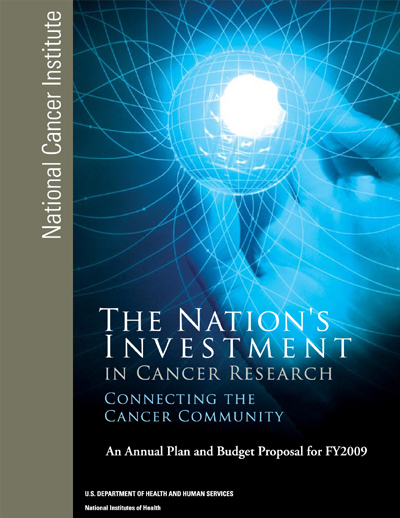 National Cancer Institute
THE NATION'S
INVESTMENT
IN CANCER RESEARCH
CONNECTING THE
CANCER COMMUNITY
An Annual Plan and Budget Proposal for FY2009
U.S. DEPARTMENT OF HEALTH AND HUMAN SERVICES
National Institutes of Health